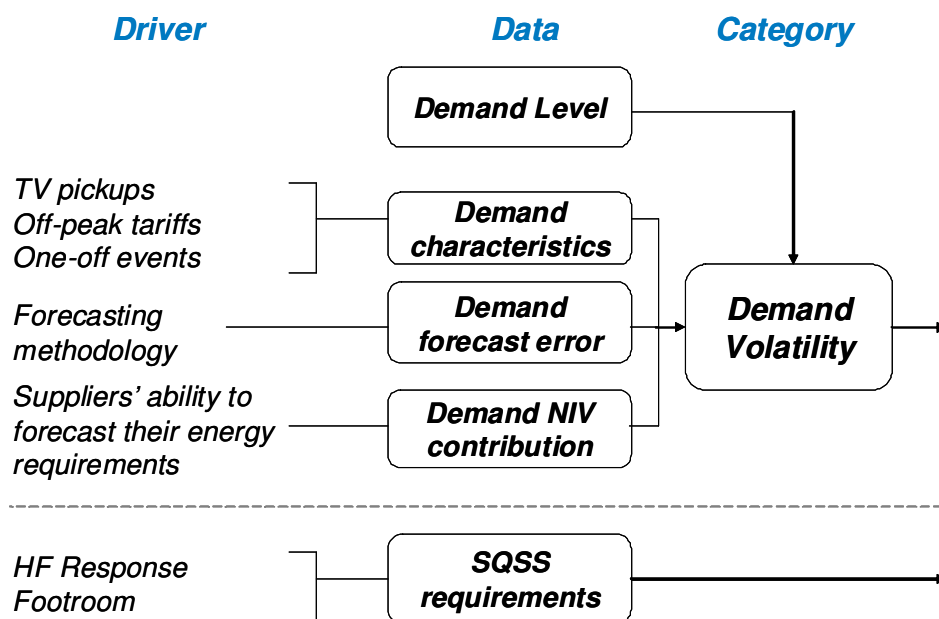 Driver
Data
Category
Demand Level
TV pickups
Off-peak tariffs
One-off events
Demand
characteristics
Forecasting
methodology
Demand
forecast error
Demand
Volatility
Suppliers' ability to
forecast their energy
requirements
Demand NIV
contribution
HF Response
Footroom
SQSS
requirements